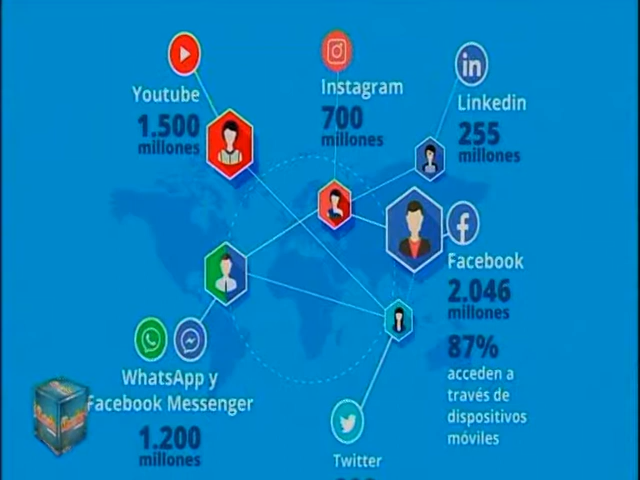 Youtube
1.500
millones
Instagram
700
millones
in
Linkedin
255
millones
f
Facebook
2.046
millones
87%
acceden a
través de
dispositivos
móviles
WhatsApp y
Facebook Messenger
1.200
millones
Twitter